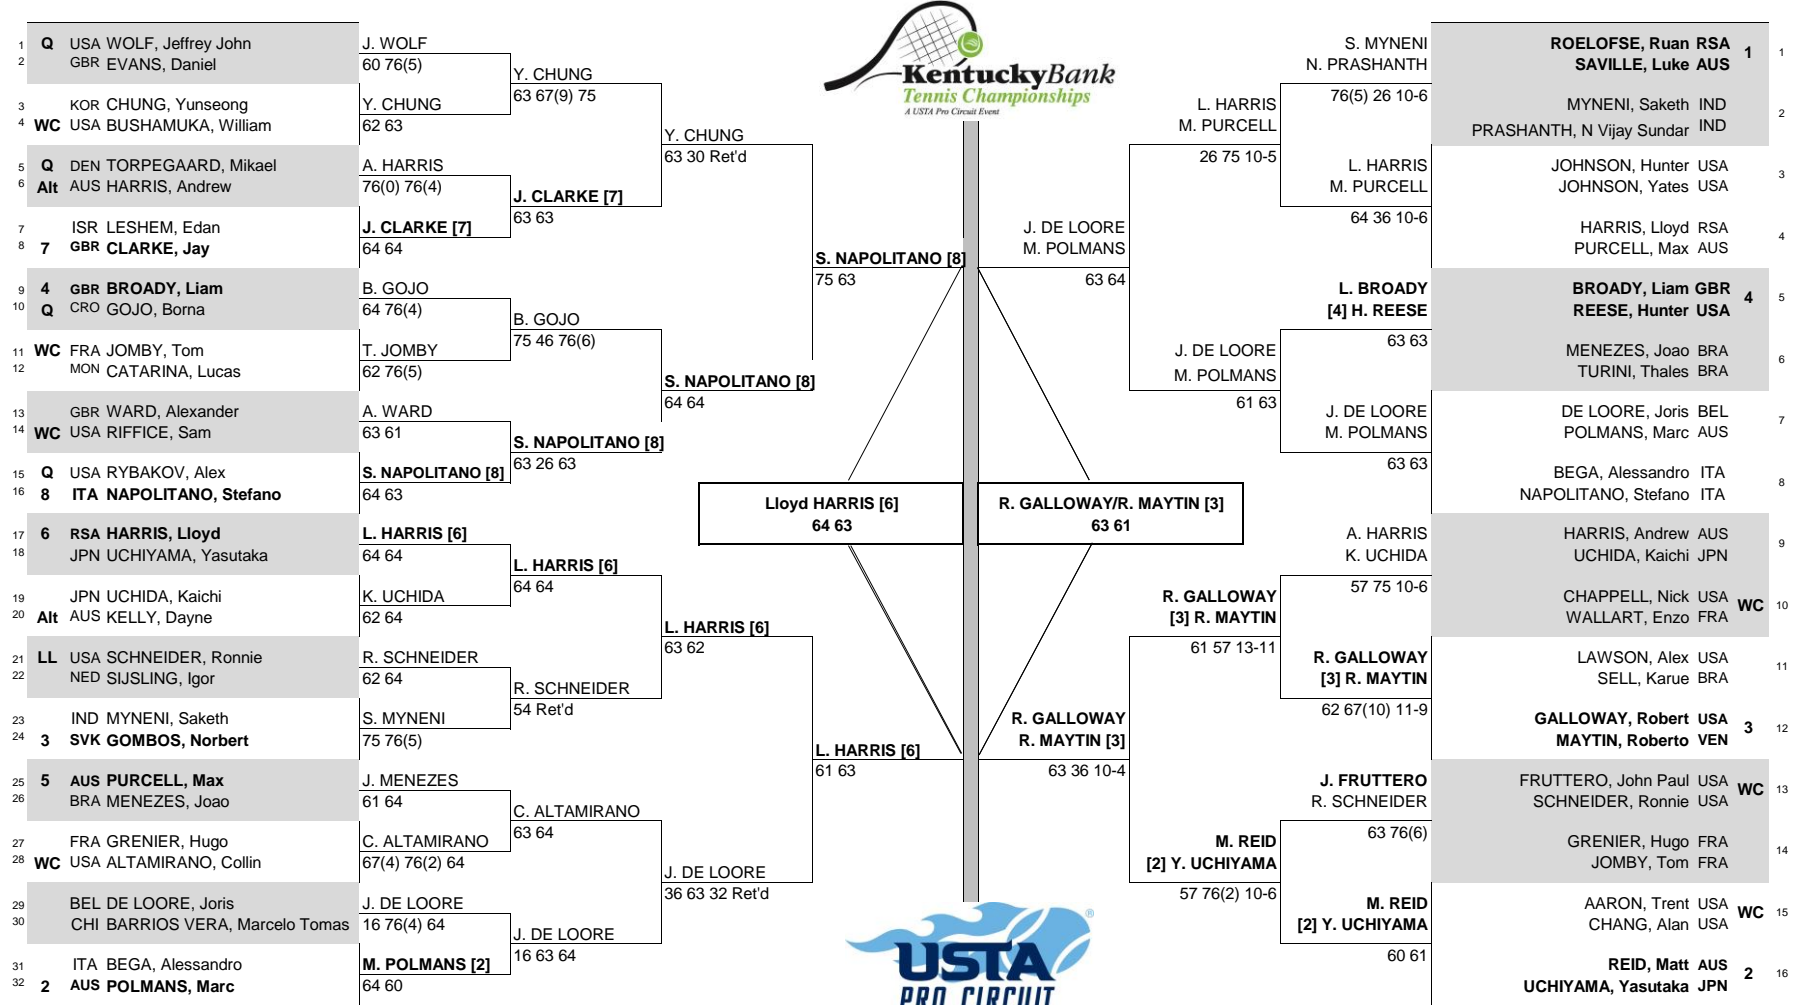 1 Q USA WOLF, Jeffrey John
2 GBR EVANS, Daniel
3 KOR CHUNG, Yunseong
4 WC USA BUSHAMUKA, William
5 Q DEN TORPEGAARD, Mikael
6 Alt AUS HARRIS, Andrew
7 ISR LESHEM, Edan
8 7 GBR CLARKE, Jay
9 4 GBR BROADY, Liam
10 Q CRO GOJO, Borna
11 WC FRA JOMBY, Tom
12 MON CATARINA, Lucas
13 GBR WARD, Alexander
14 WC USA RIFFICE, Sam
15 Q USA RYBAKOV, Alex
16 8 ITA NAPOLITANO, Stefano
17 6 RSA HARRIS, Lloyd
18 JPN UCHIYAMA, Yasutaka
19 JPN UCHIDA, Kaichi
20 Alt AUS KELLY, Dayne
21 LL USA SCHNEIDER, Ronnie
22 NED SIJSLING, Igor
23 IND MYNENI, Saketh
24 3 SVK GOMBOS, Norbert
25 5 AUS PURCELL, Max
26 BRA MENEZES, Joao
27 FRA GRENIER, Hugo
28 WC USA ALTAMIRANO, Collin
29 BEL DE LOORE, Joris
30 CHI BARRIOS VERA, Marcelo Tomas
31 ITA BEGA, Alessandro
32 2 AUS POLMANS, Marc
J. WOLF
60 76(5)
Y. CHUNG
62 63
A. HARRIS
76(0) 76(4)
J. CLARKE [7]
64 64
B. GOJO
64 76(4)
T. JOMBY
62 76(5)
A. WARD
63 61
S. NAPOLITANO [8]
64 63
L. HARRIS [6]
64 64
K. UCHIDA
62 64
R. SCHNEIDER
62 64
S. MYNENI
75 76(5)
J. MENEZES
61 64
C. ALTAMIRANO
67(4) 76(2) 64
J. DE LOORE
16 76(4) 64
M. POLMANS [2]
64 60
Y. CHUNG
63 67(9) 75
J. CLARKE [7]
63 63
B. GOJO
75 46 76(6)
S. NAPOLITANO [8]
63 26 63
L. HARRIS [6]
64 64
R. SCHNEIDER
54 Ret'd
C. ALTAMIRANO
63 64
J. DE LOORE
16 63 64
Y. CHUNG
63 30 Ret'd
S. NAPOLITANO [8]
64 64
L. HARRIS [6]
63 62
J. DE LOORE
36 63 32 Ret'd
S. NAPOLITANO [8]
75 63
L. HARRIS [6]
61 63
Lloyd HARRIS [6]
64 63
KentuckyBank
Tennis Championships
A USTA Pro Circuit Event
USTA ®
PRO CIRCUIT
R. GALLOWAY/R. MAYTIN [3]
63 61
J. DE LOORE
M. POLMANS
63 64
R. GALLOWAY
R. MAYTIN [3]
63 36 10-4
L. HARRIS
M. PURCELL
26 75 10-5
J. DE LOORE
M. POLMANS
61 63
R. GALLOWAY
[3] R. MAYTIN
61 57 13-11
M. REID
[2] Y. UCHIYAMA
57 76(2) 10-6
S. MYNENI
N. PRASHANTH
76(5) 26 10-6
L. HARRIS
M. PURCELL
64 36 10-6
L. BROADY
[4] H. REESE
63 63
J. DE LOORE
M. POLMANS
63 63
A. HARRIS
K. UCHIDA
57 75 10-6
R. GALLOWAY
[3] R. MAYTIN
62 67(10) 11-9
J. FRUTTERO
R. SCHNEIDER
63 76(6)
M. REID
[2] Y. UCHIYAMA
60 61
ROELOFSE, Ruan RSA
SAVILLE, Luke AUS
1 1
MYNENI, Saketh IND
PRASHANTH, N Vijay Sundar IND
2
JOHNSON, Hunter USA
JOHNSON, Yates USA
3
HARRIS, Lloyd RSA
PURCELL, Max AUS
4
BROADY, Liam GBR
REESE, Hunter USA
4 5
MENEZES, Joao BRA
TURINI, Thales BRA
6
DE LOORE, Joris BEL
POLMANS, Marc AUS
7
BEGA, Alessandro ITA
NAPOLITANO, Stefano ITA
8
HARRIS, Andrew AUS
UCHIDA, Kaichi JPN
9
CHAPPELL, Nick USA
WALLART, Enzo FRA
WC 10
LAWSON, Alex USA
SELL, Karue BRA
11
GALLOWAY, Robert USA
MAYTIN, Roberto VEN
3 12
FRUTTERO, John Paul USA
SCHNEIDER, Ronnie USA
WC 13
GRENIER, Hugo FRA
JOMBY, Tom FRA
14
AARON, Trent USA
CHANG, Alan USA
WC 15
REID, Matt AUS
UCHIYAMA, Yasutaka JPN
2 16